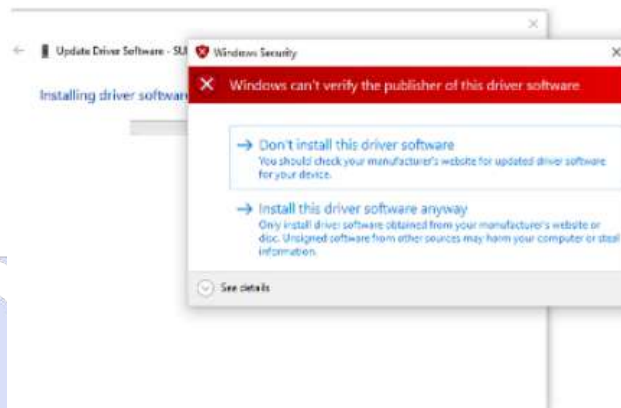 Update Driver Software - SU
Windows Security
Installing driver software
Windows can't verify the publisher of this driver software
Don't install this driver software
You should check your manufacturer's website for updated driver software
for your device.
Install this driver software anyway
Only install driver software obtained from your manufacturer's website or
disc. Unsigned software from other sources may harm your computer or steal
information.
See details